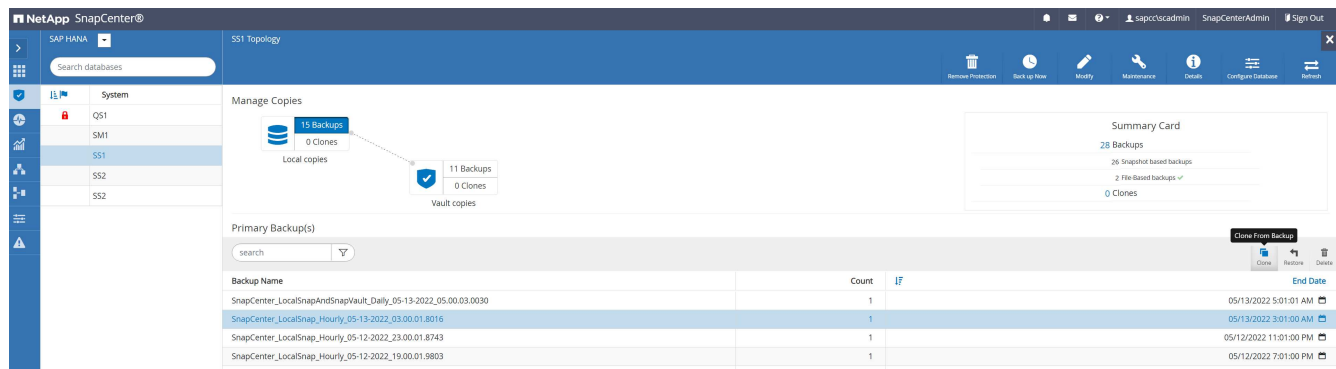 NetApp SnapCenter®
sapcc\scadmin SnapCenterAdmin Sign Out
SAP HANA
SS1 Topology
Search databases
Remove Protection Back up Now Modify Maintenance Details Configure Database Refresh
System
QS1
SM1
SS1
SS2
SS2
Manage Copies
15 Backups
0 Clones
Local copies
11 Backups
0 Clones
Vault copies
Summary Card
28 Backups
26 Snapshot based backups
2 File-Based backups
0 Clones
Primary Backup(s)
Clone From Backup
search
Clone Restore Delete
Backup Name Count End Date
SnapCenter_LocalSnapAndSnapVault_Daily_05-13-2022_05.00.03.0030 1 05/13/2022 5:01:01 AM
SnapCenter_LocalSnap_Hourly_05-13-2022_03.00.01.8016 1 05/13/2022 3:01:00 AM
SnapCenter_LocalSnap_Hourly_05-12-2022_23.00.01.8743 1 05/12/2022 11:01:00 PM
SnapCenter_LocalSnap_Hourly_05-12-2022_19.00.01.9803 1 05/12/2022 7:01:00 PM